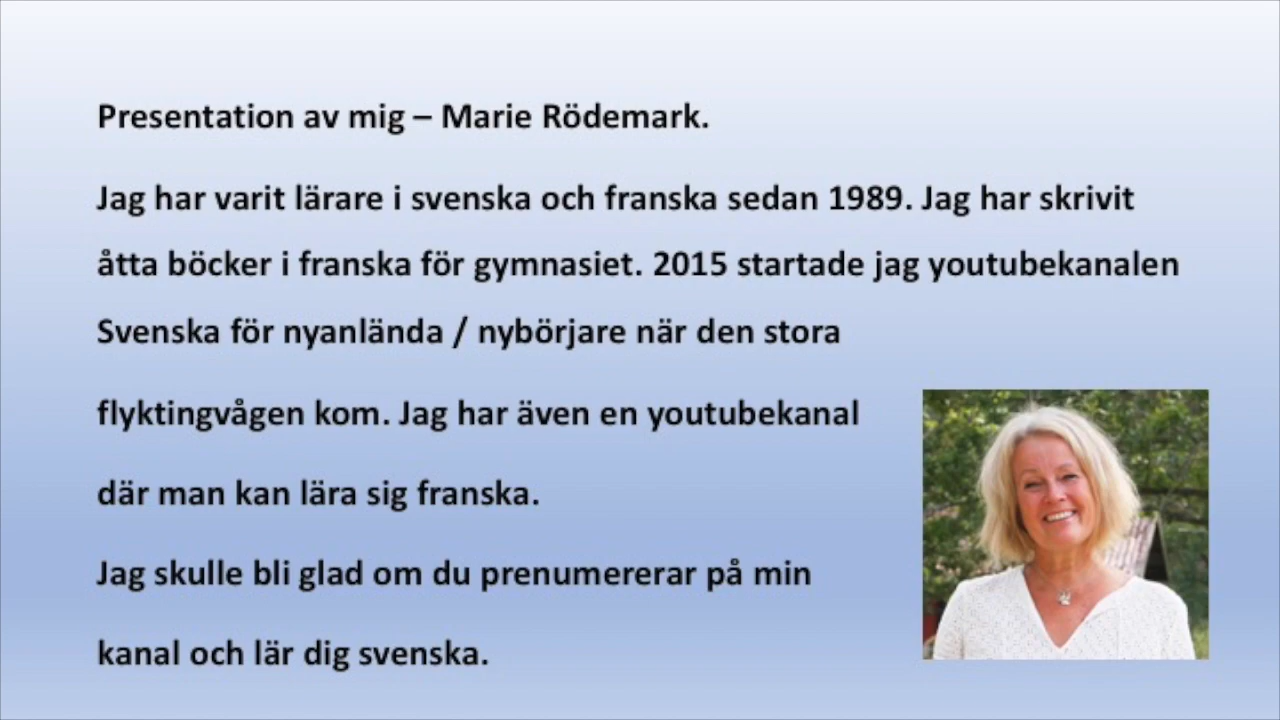 Presentation av mig – Marie Rödemark.
Jag har varit lärare i svenska och franska sedan 1989. Jag har skrivit
åtta böcker i franska för gymnasiet. 2015 startade jag youtubekanalen
Svenska för nyanlända / nybörjare när den stora
flyktingvågen kom. Jag har även en youtubekanal
där man kan lära sig franska.
Jag skulle bli glad om du prenumererar på min
kanal och lär dig svenska.